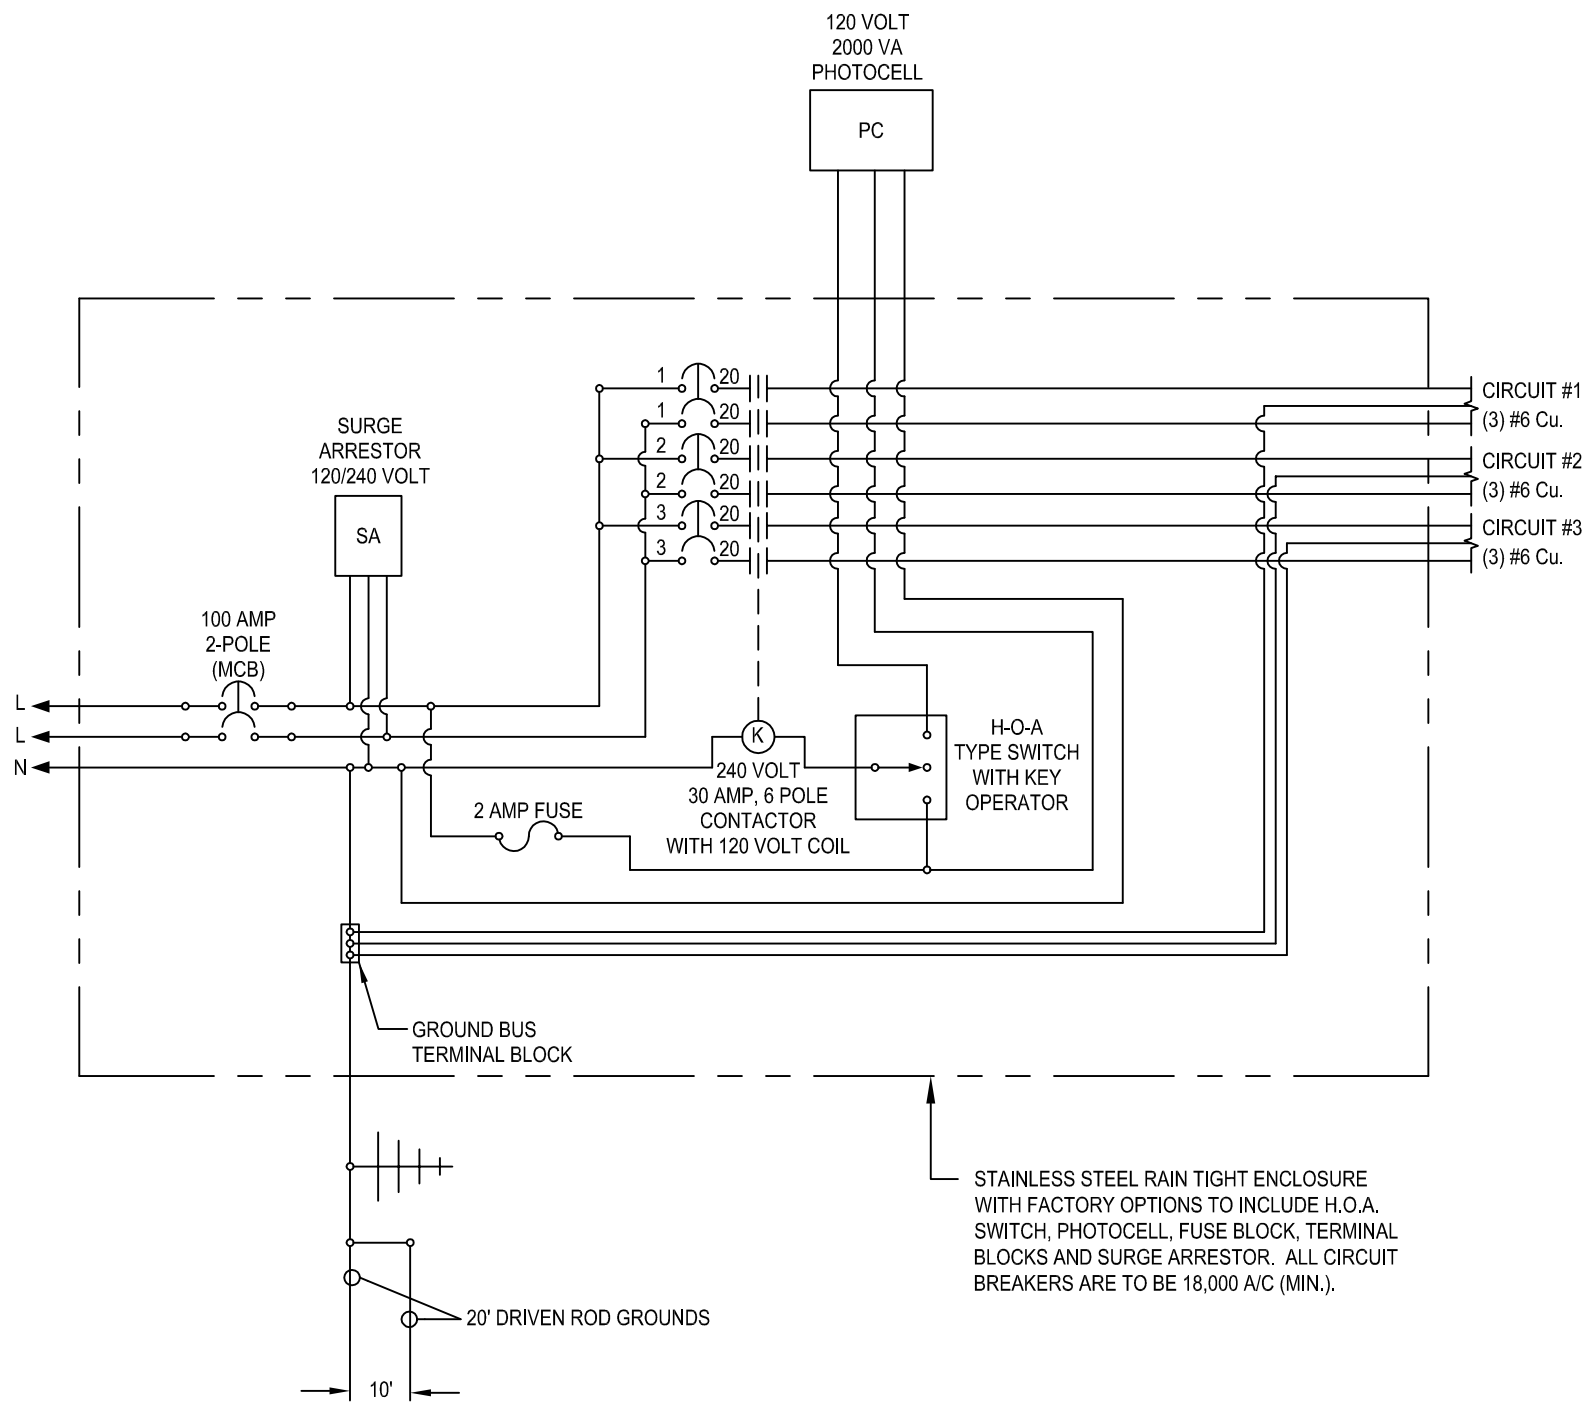 120 VOLT
2000 VA
PHOTOCELL
PC
1
20
1
20
2
20
2
20
3
20
3
20
CIRCUIT #1
(3) #6 Cu.
CIRCUIT #2
(3) #6 Cu.
CIRCUIT #3
(3) #6 Cu.
SURGE
ARRESTOR
120/240 VOLT
SA
100 AMP
2-POLE
(MCB)
L
L
N
K
240 VOLT
30 AMP, 6 POLE
CONTACTOR
WITH 120 VOLT COIL
H-O-A
TYPE SWITCH
WITH KEY
OPERATOR
2 AMP FUSE
GROUND BUS
TERMINAL BLOCK
STAINLESS STEEL RAIN TIGHT ENCLOSURE
WITH FACTORY OPTIONS TO INCLUDE H.O.A.
SWITCH, PHOTOCELL, FUSE BLOCK, TERMINAL
BLOCKS AND SURGE ARRESTOR. ALL CIRCUIT
BREAKERS ARE TO BE 18,000 A/C (MIN.).
20' DRIVEN ROD GROUNDS
10'